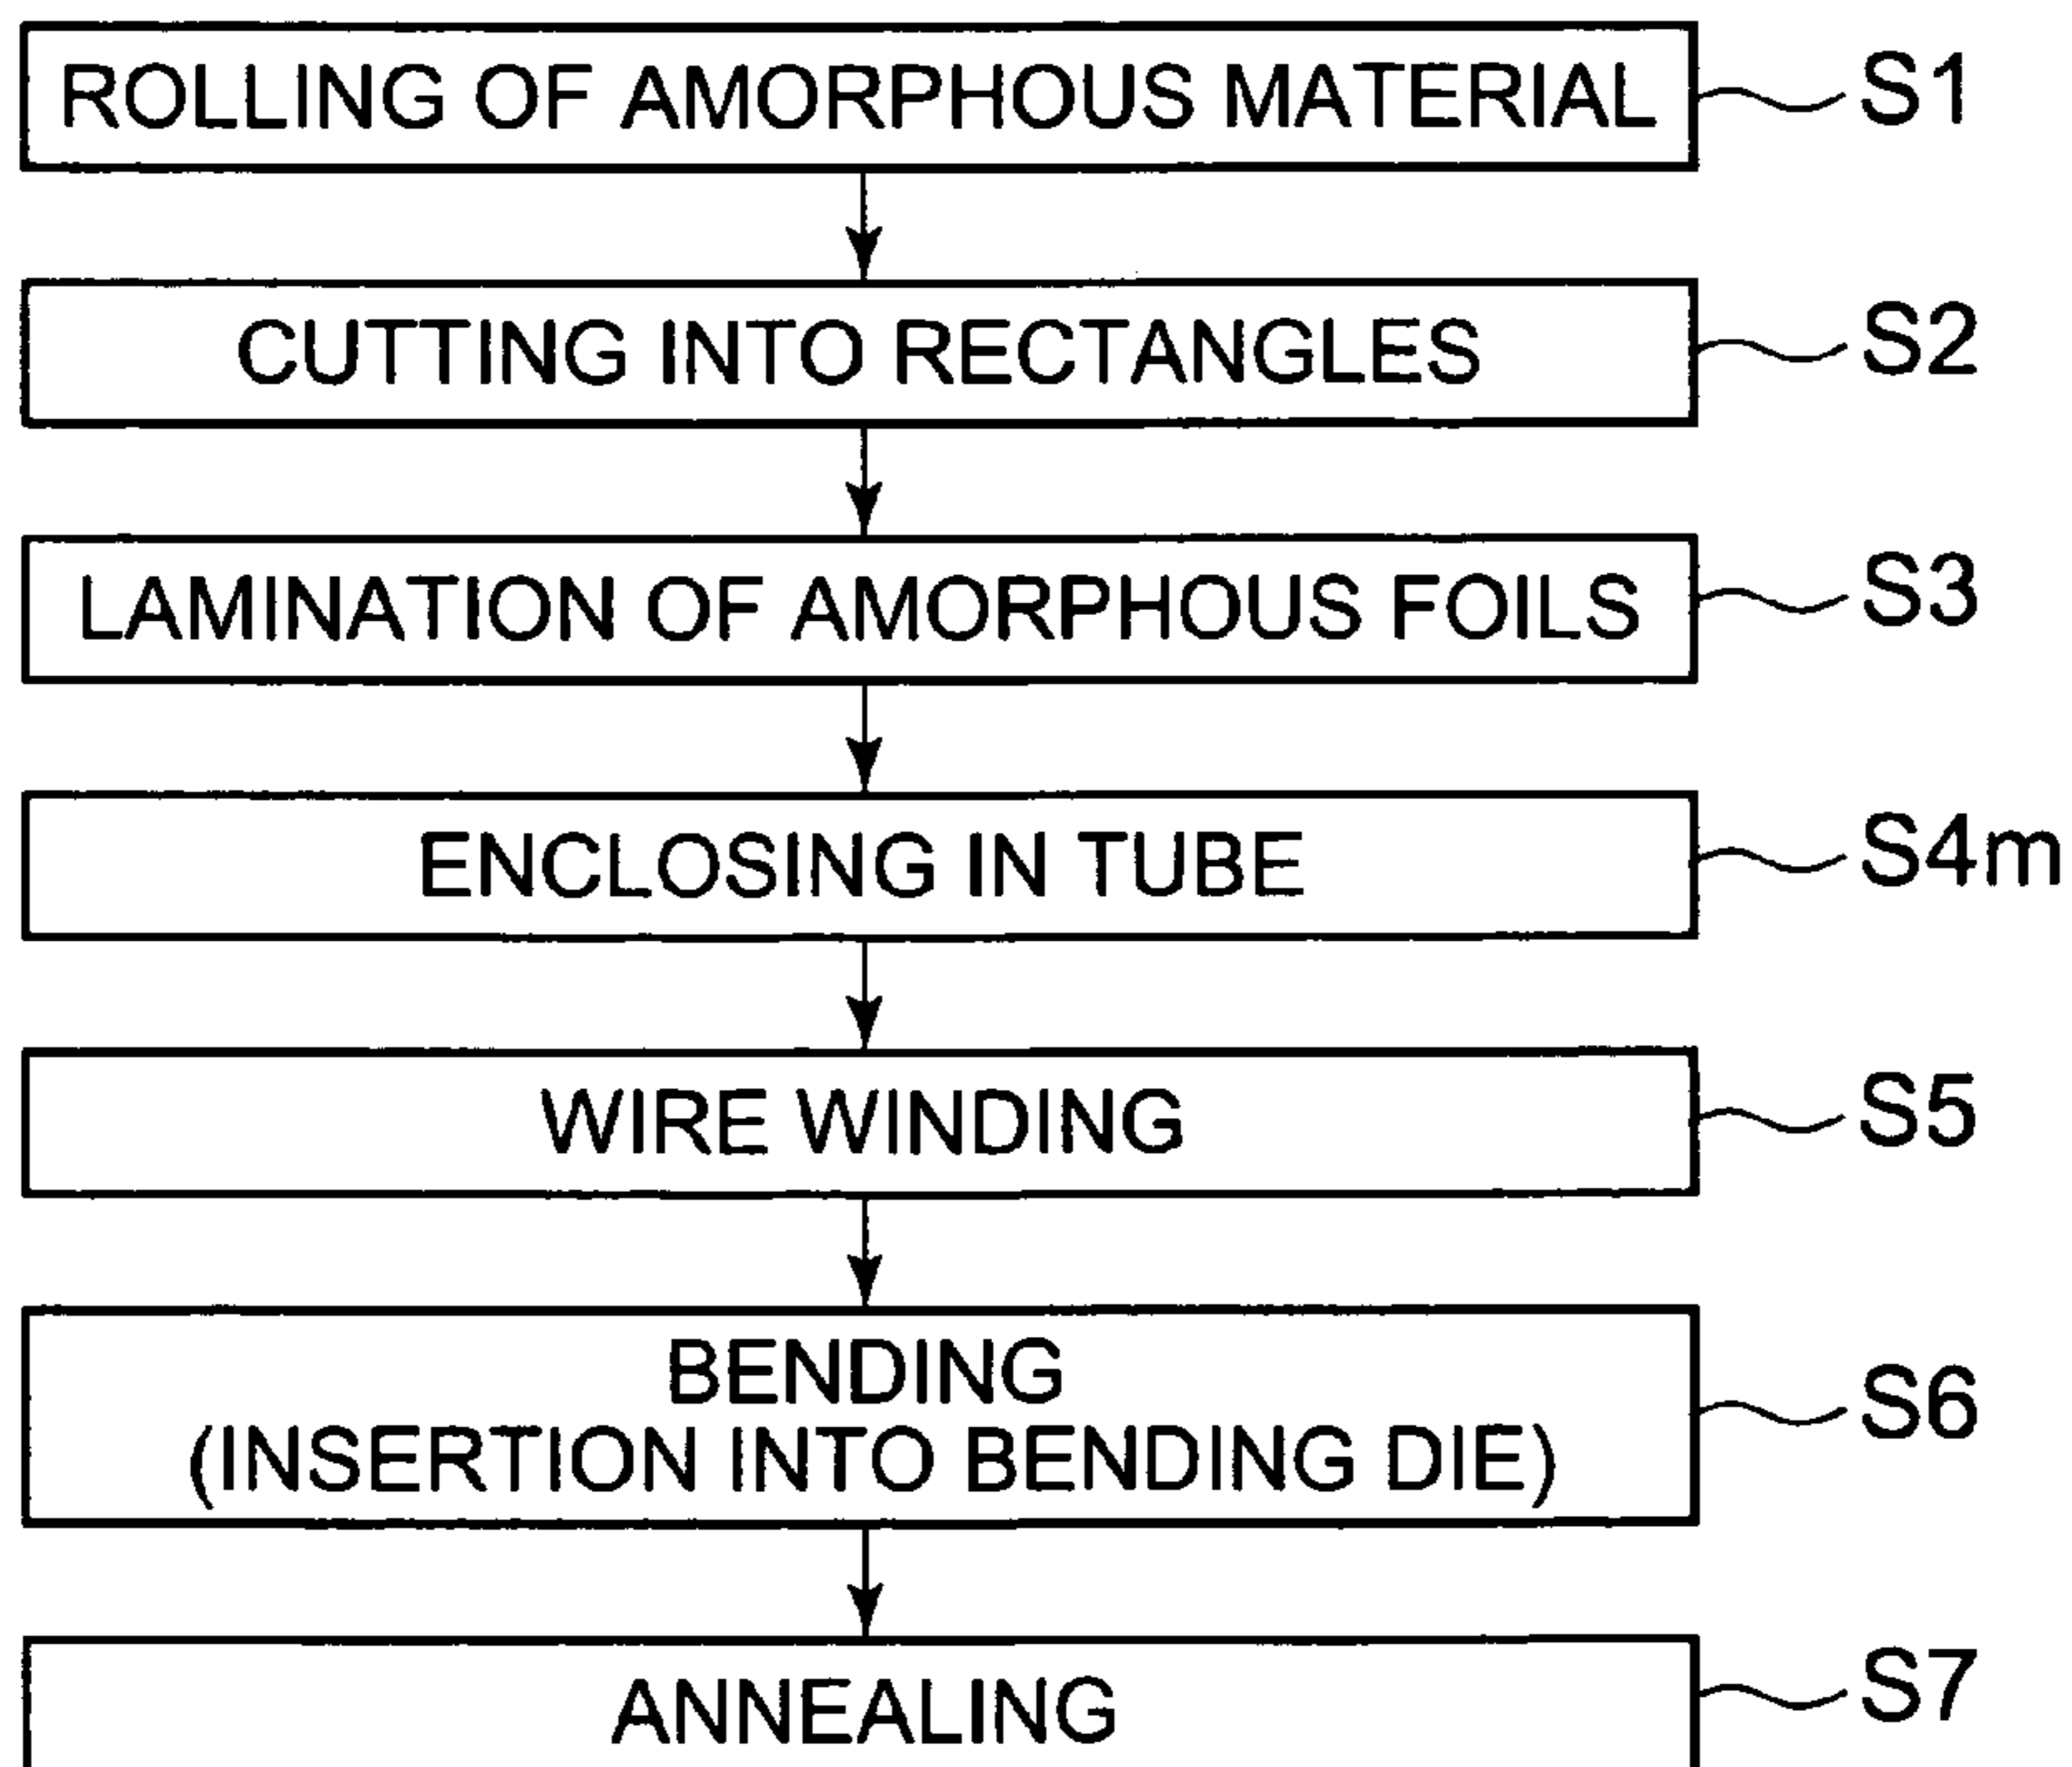 ROLLING OF AMORPHOUS MATERIAL S1
CUTTING INTO RECTANGLES S2
LAMINATION OF AMORPHOUS FOILS S3
ENCLOSING IN TUBE S4m
WIRE WINDING S5
BENDING
(INSERTION INTO BENDING DIE) S6
ANNEALING S7